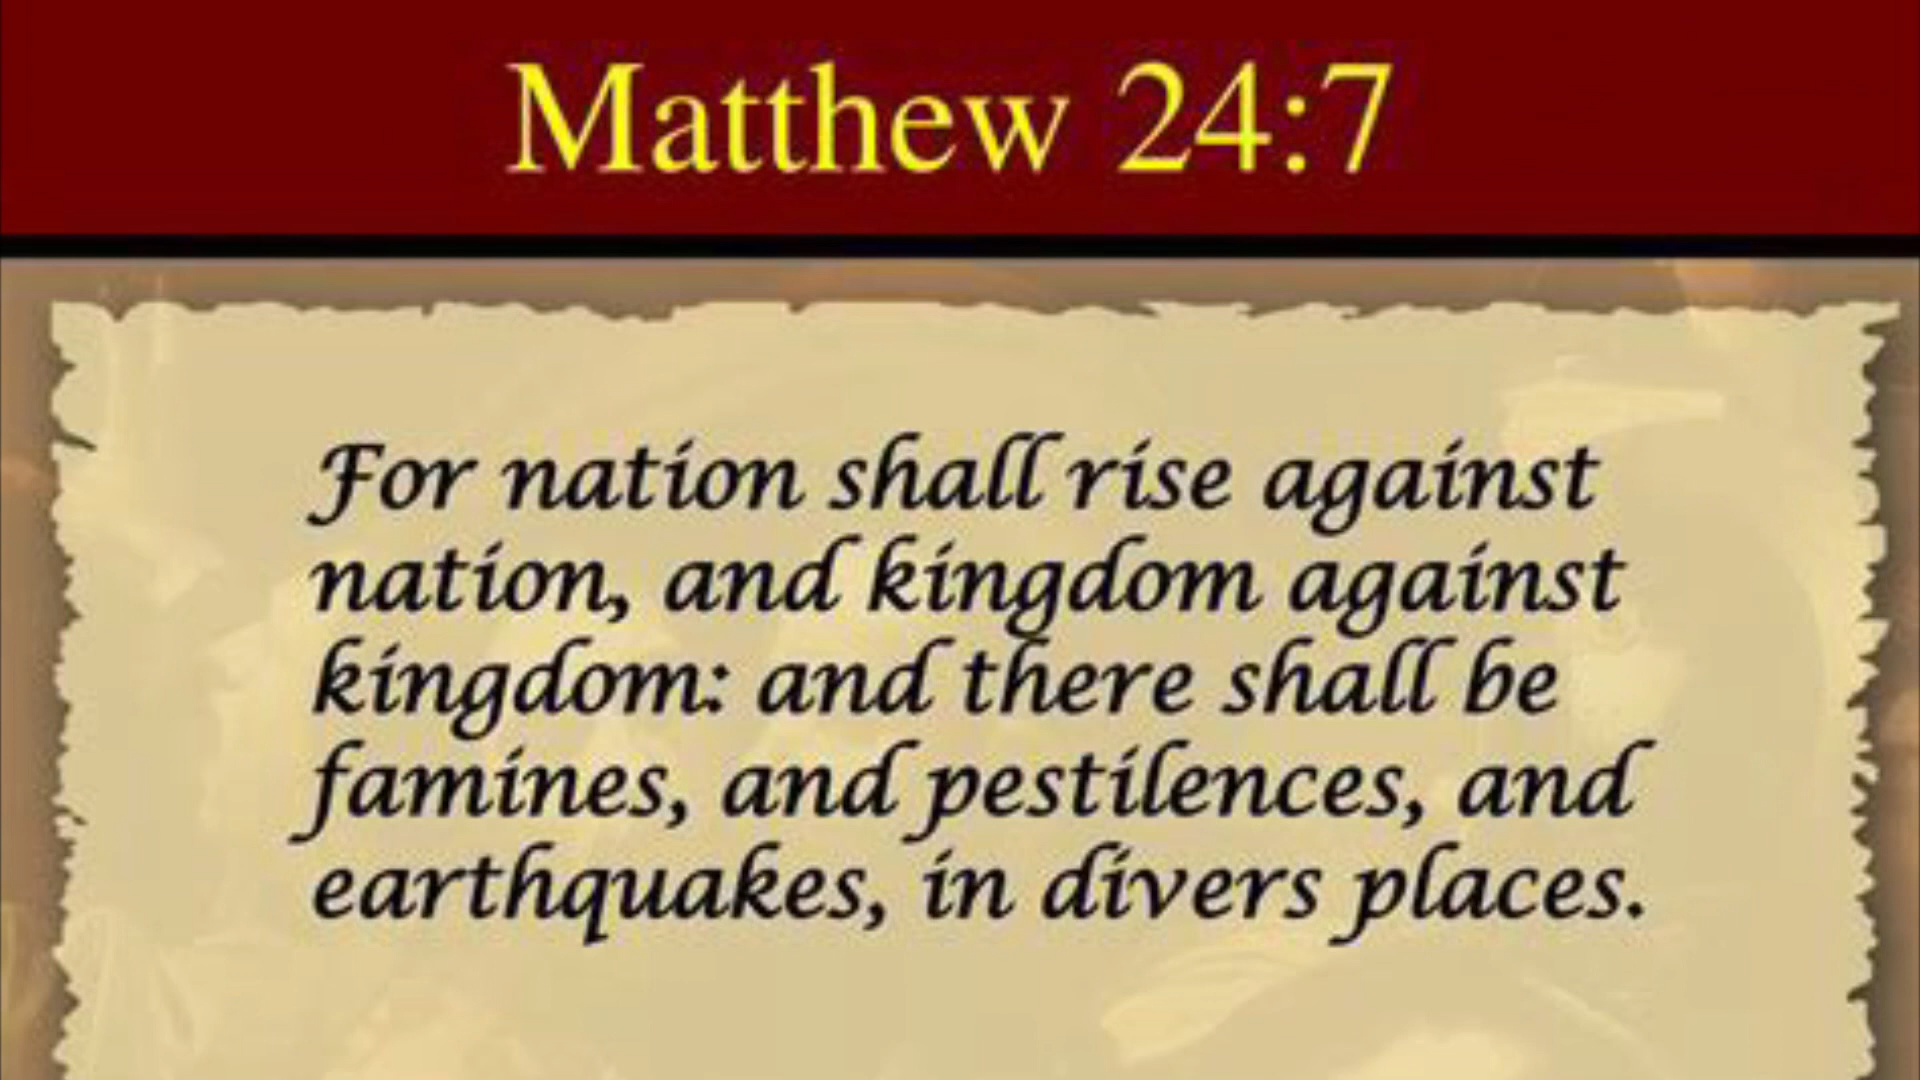 Matthew 24:7
For nation shall rise against
nation, and kingdom against
kingdom: and there shall be
famines, and pestilences, and
earthquakes, in divers places.